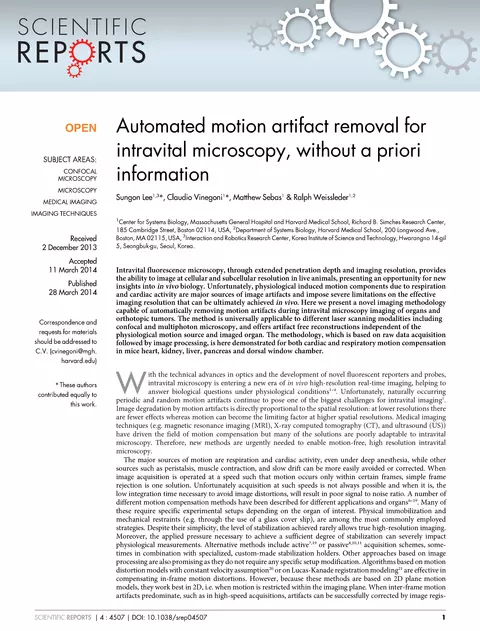 SCIENTIFIC
REPORTS
OPEN
SUBJECT AREAS:
CONFOCAL
MICROSCOPY
MICROSCOPY
MEDICAL IMAGING
IMAGING TECHNIQUES
Received
2 December 2013
Accepted
11 March 2014
Published
28 March 2014
Correspondence and
requests for materials
should be addressed to
C.V. (cvinegoni@mgh.
harvard.edu)
* These authors
contributed equally to
this work.
Automated motion artifact removal for
intravital microscopy, without a priori
information
Sungon Lee1,3*, Claudio Vinegoni1*, Matthew Sebas1 & Ralph Weissleder1,2
1Center for Systems Biology, Massachusetts General Hospital and Harvard Medical School, Richard B. Simches Research Center,
185 Cambridge Street, Boston 02114, USA, 2Department of Systems Biology, Harvard Medical School, 200 Longwood Ave.,
Boston, MA 02115, USA, 3Interaction and Robotics Research Center, Korea Institute of Science and Technology, Hwarangno 14-gil
5, Seongbuk-gu, Seoul, Korea.
Intravital fluorescence microscopy, through extended penetration depth and imaging resolution, provides
the ability to image at cellular and subcellular resolution in live animals, presenting an opportunity for new
insights into in vivo biology. Unfortunately, physiological induced motion components due to respiration
and cardiac activity are major sources of image artifacts and impose severe limitations on the effective
imaging resolution that can be ultimately achieved in vivo. Here we present a novel imaging methodology
capable of automatically removing motion artifacts during intravital microscopy imaging of organs and
orthotopic tumors. The method is universally applicable to different laser scanning modalities including
confocal and multiphoton microscopy, and offers artifact free reconstructions independent of the
physiological motion source and imaged organ. The methodology, which is based on raw data acquisition
followed by image processing, is here demonstrated for both cardiac and respiratory motion compensation
in mice heart, kidney, liver, pancreas and dorsal window chamber.
With the technical advances in optics and the development of novel fluorescent reporters and probes,
intravital microscopy is entering a new era of in vivo high-resolution real-time imaging, helping to
answer biological questions under physiological conditions1–4. Unfortunately, naturally occurring
periodic and random motion artifacts continue to pose one of the biggest challenges for intravital imaging5.
Image degradation by motion artifacts is directly proportional to the spatial resolution: at lower resolutions there
are fewer effects whereas motion can become the limiting factor at higher spatial resolutions. Medical imaging
techniques (e.g. magnetic resonance imaging (MRI), X-ray computed tomography (CT), and ultrasound (US))
have driven the field of motion compensation but many of the solutions are poorly adaptable to intravital
microscopy. Therefore, new methods are urgently needed to enable motion-free, high resolution intravital
microscopy.
The major sources of motion are respiration and cardiac activity, even under deep anesthesia, while other
sources such as peristalsis, muscle contraction, and slow drift can be more easily avoided or corrected. When
image acquisition is operated at a speed such that motion occurs only within certain frames, simple frame
rejection is one solution. Unfortunately acquisition at such speeds is not always possible and when it is, the
low integration time necessary to avoid image distortions, will result in poor signal to noise ratio. A number of
different motion compensation methods have been described for different applications and organs6–19. Many of
these require specific experimental setups depending on the organ of interest. Physical immobilization and
mechanical restraints (e.g. through the use of a glass cover slip), are among the most commonly employed
strategies. Despite their simplicity, the level of stabilization achieved rarely allows true high-resolution imaging.
Moreover, the applied pressure necessary to achieve a sufficient degree of stabilization can severely impact
physiological measurements. Alternative methods include active7,19 or passive8,10,11 acquisition schemes, some-
times in combination with specialized, custom-made stabilization holders. Other approaches based on image
processing are also promising as they do not require any specific setup modification. Algorithms based on motion
distortion models with constant velocity assumption20 or on Lucas-Kanade registration modeling21 are effective in
compensating in-frame motion distortions. However, because these methods are based on 2D plane motion
models, they work best in 2D, i.e. when motion is restricted within the imaging plane. When inter-frame motion
artifacts predominate, such as in high-speed acquisitions, artifacts can be successfully corrected by image regis-
SCIENTIFIC REPORTS | 4 : 4507 | DOI: 10.1038/srep04507
1